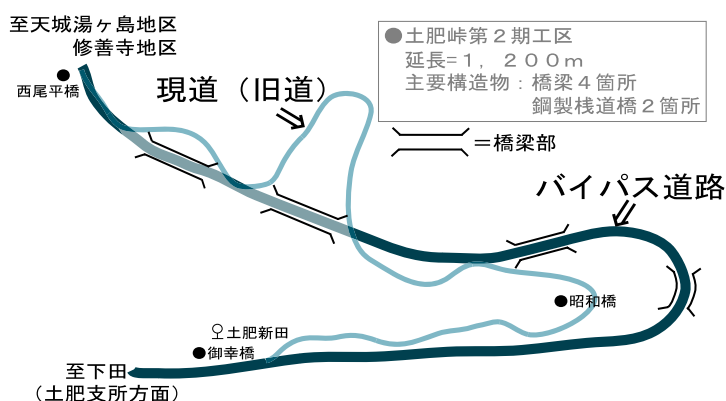 至天城湯ヶ島地区
修善寺地区
西尾平橋
現道（旧道）
●土肥峠第２期工区
延長=１，２００ｍ
主要構造物：橋梁４箇所
鋼製桟道橋２箇所
＝橋梁部
バイパス道路
昭和橋
土肥新田
御幸橋
至下田
（土肥支所方面）